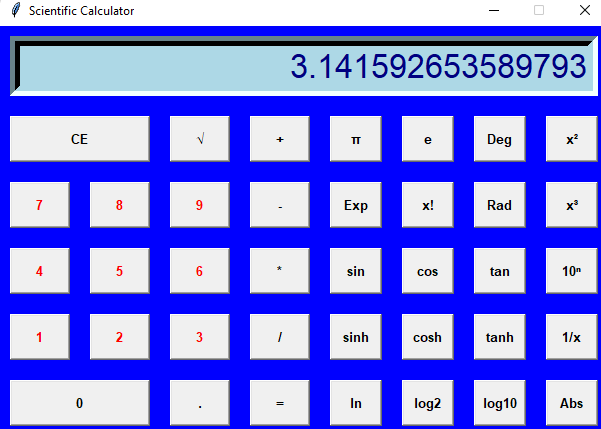 Scientific Calculator
3.141592653589793
CE √ + π e Deg x²
7 8 9 - Exp x! Rad x³
4 5 6 * sin cos tan 10ⁿ
1 2 3 / sinh cosh tanh 1/x
0 . = ln log2 log10 Abs